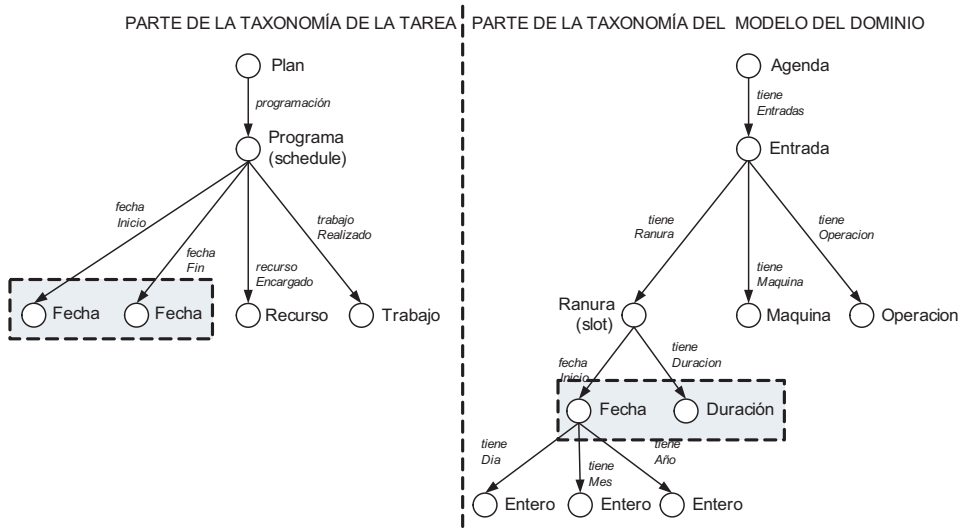 PARTE DE LA TAXONOMÍA DE LA TAREA
PARTE DE LA TAXONOMÍA DEL MODELO DEL DOMINIO
Plan
programación
Programa
(schedule)
fecha
Inicio
fecha
Fin
recurso
Encargado
trabajo
Realizado
Fecha
Fecha
Recurso
Trabajo
Agenda
tiene
Entradas
Entrada
tiene
Ranura
tiene
Maquina
tiene
Operacion
Ranura
(slot)
Maquina
Operacion
fecha
Inicio
tiene
Duracion
Fecha
Duración
tiene
Dia
tiene
Mes
tiene
Año
Entero
Entero
Entero